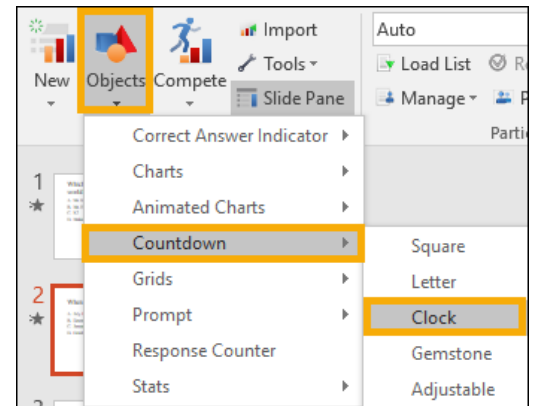 Import
Auto
Tools
Load List
New
Objects
Compete
Slide Pane
Manage
Parti
Correct Answer Indicator
1
Charts
Animated Charts
Countdown
Square
2
Grids
Letter
Prompt
Clock
Response Counter
Gemstone
Stats
Adjustable